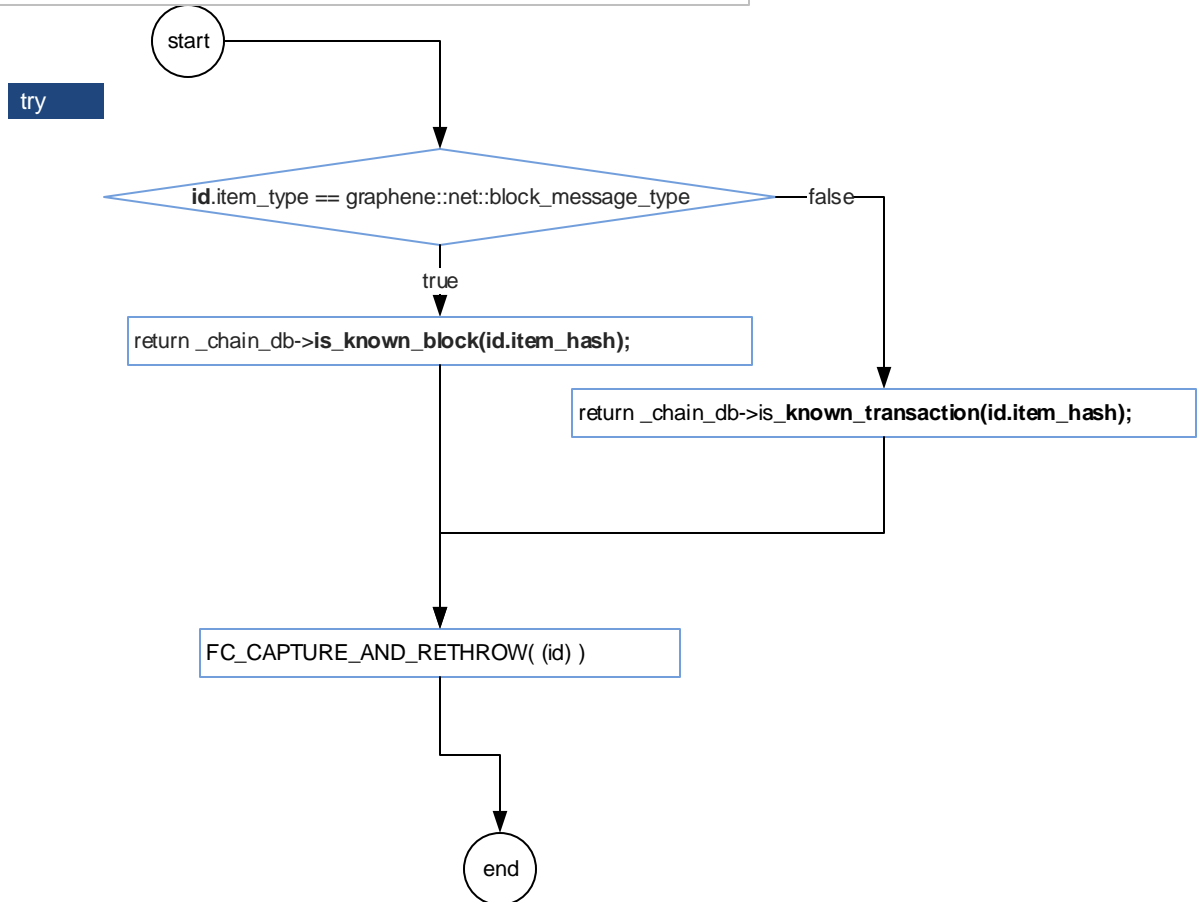 start
try
id.item_type == graphene::net::block_message_type
false
true
return _chain_db->is_known_block(id.item_hash);
return _chain_db->is_known_transaction(id.item_hash);
FC_CAPTURE_AND_RETHROW( (id) )
end